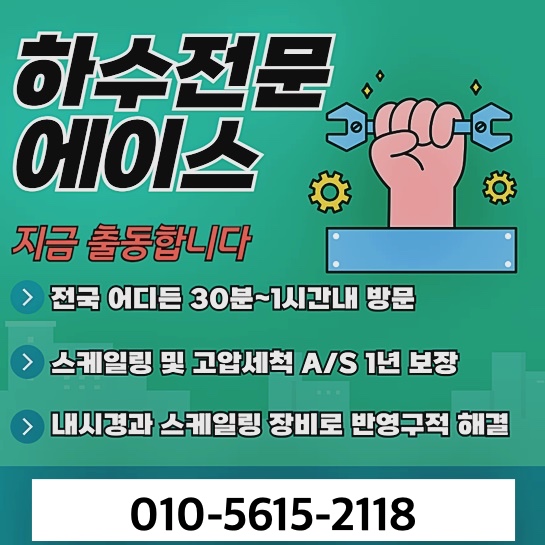 하수전문
에이스
지금 출동합니다
전국 어디든 30분~1시간내 방문
스케일링 및 고압세척 A/S 1년 보장
내시경과 스케일링 장비로 반영구적 해결
010-5615-2118